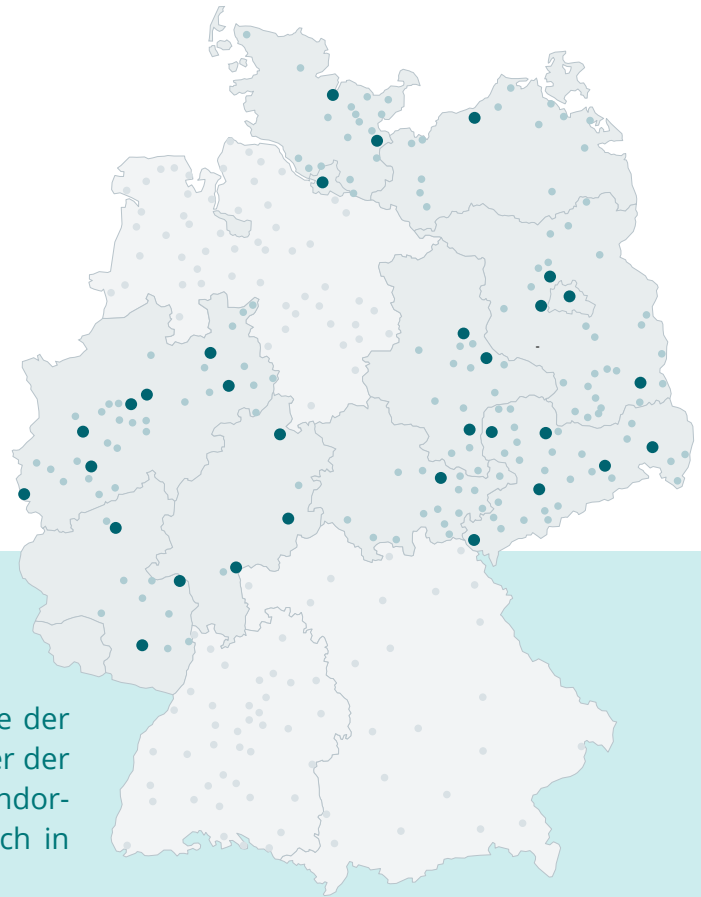 e der
er der
ndor-
ch in